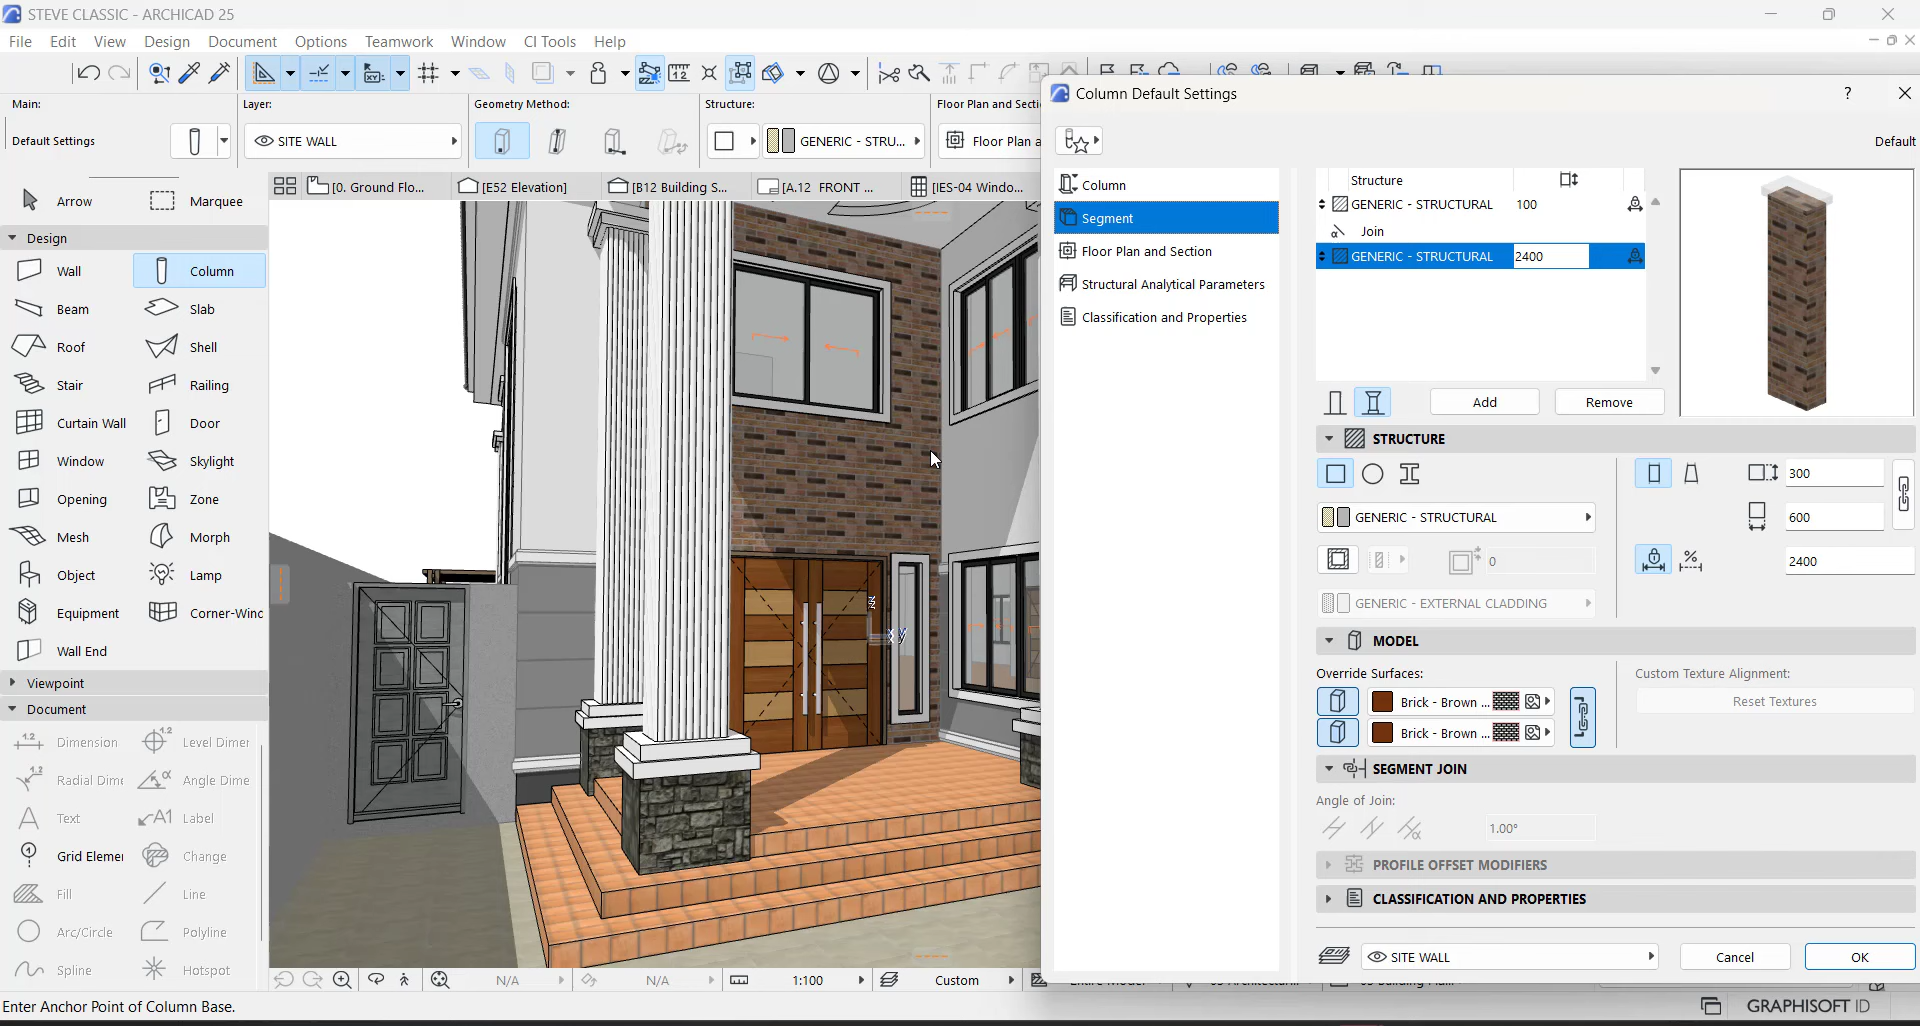 STEVE CLASSIC - ARCHICAD 25
File Edit View Design Document Options Teamwork Window CI Tools Help
Main:
Default Settings
Layer:
SITE WALL
Geometry Method:
Structure:
GENERIC - STRU...
Floor Plan and Secti
Floor Plan a
[0. Ground Flo...
[E52 Elevation]
[B12 Building S...
[A.12 FRONT ...
[IES-04 Windo...
Arrow
Marquee
Design
Wall
Column
Beam
Slab
Roof
Shell
Stair
Railing
Curtain Wall
Door
Window
Skylight
Opening
Zone
Mesh
Morph
Object
Lamp
Equipment
Corner-Winc
Wall End
Viewpoint
Document
1.2
Dimension
1.2
Level Dimer
1.2
Radial Dime
Angle Dime
Text
A1
Label
Grid Elemer
Change
Fill
Line
Arc/Circle
Polyline
Spline
Hotspot
N/A
N/A
1:100
Custom
Enter Anchor Point of Column Base.
GRAPHISOFT ID
Column Default Settings
?
Default
Column
Segment
Floor Plan and Section
Structural Analytical Parameters
Classification and Properties
Structure
GENERIC - STRUCTURAL 100
Join
GENERIC - STRUCTURAL 2400
Add
Remove
STRUCTURE
300
GENERIC - STRUCTURAL
600
0
2400
GENERIC - EXTERNAL CLADDING
MODEL
Override Surfaces:
Custom Texture Alignment:
Brick - Brown ...
Reset Textures
Brick - Brown ...
SEGMENT JOIN
Angle of Join:
1.00°
PROFILE OFFSET MODIFIERS
CLASSIFICATION AND PROPERTIES
SITE WALL
Cancel
OK